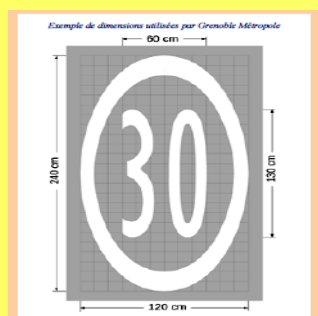 Exemple de dimensions utilisées par Grenoble Métropole
60 cm
30
240 cm
130 cm
120 cm